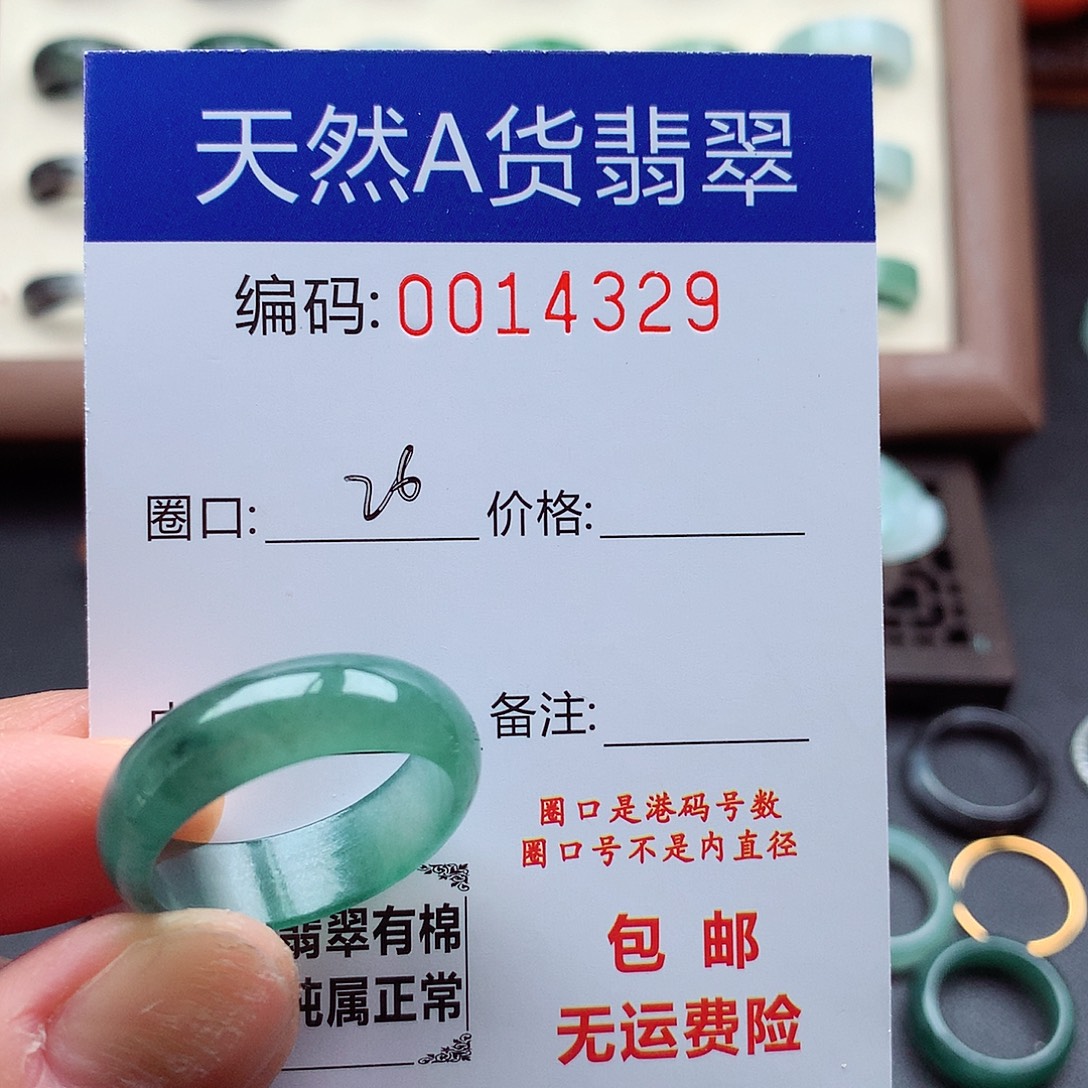 天然A货翡翠
编码:0014329
圈口: 26 价格:
备注:
圈口是港码号数
圈口号不是内直径
翡翠有棉
纯属正常
包 邮
无运费险